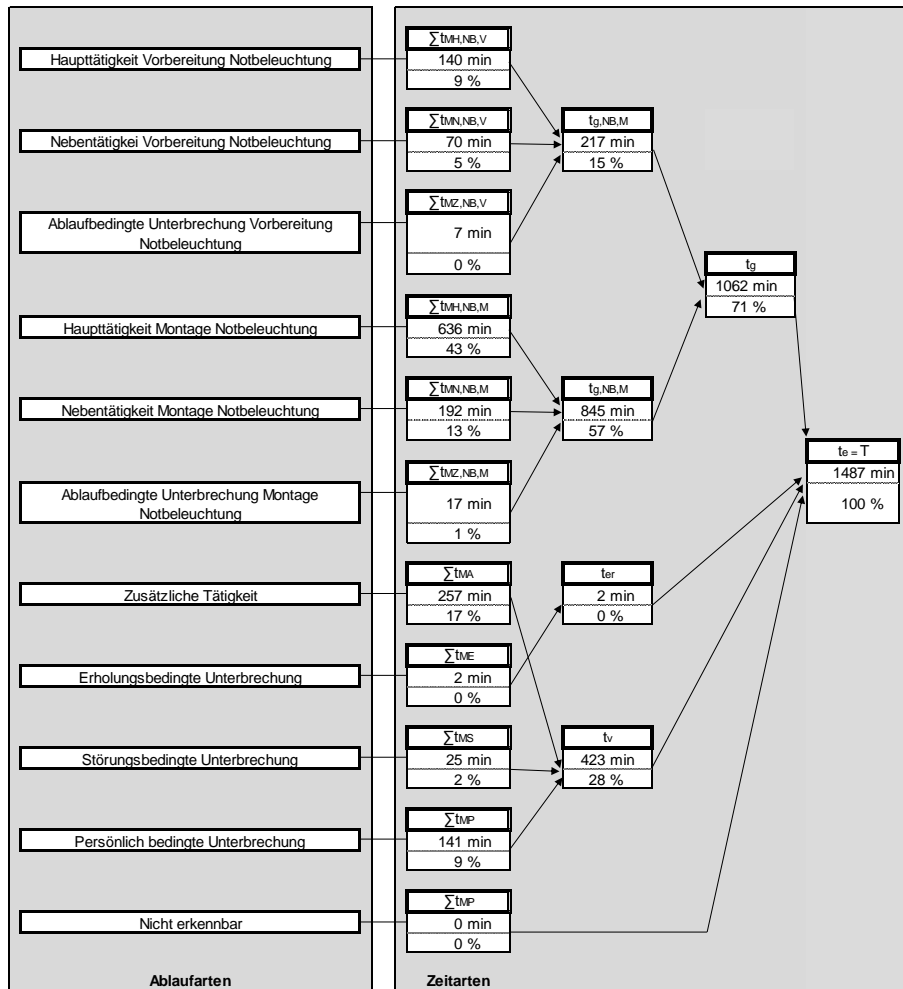 ∑tMH,NB,V
Haupttätigkeit Vorbereitung Notbeleuchtung
140 min
9 %
∑tMN,NB,V
tg,NB,M
Nebentätigkei Vorbereitung Notbeleuchtung
70 min
217 min
5 %
15 %
∑tMZ,NB,V
Ablaufbedingte Unterbrechung Vorbereitung
Notbeleuchtung
7 min
0 %
tg
1062 min
71 %
∑tMH,NB,M
Haupttätigkeit Montage Notbeleuchtung
636 min
43 %
∑tMN,NB,M
tg,NB,M
Nebentätigkeit Montage Notbeleuchtung
192 min
845 min
13 %
57 %
te = T
1487 min
100 %
∑tMZ,NB,M
Ablaufbedingte Unterbrechung Montage
Notbeleuchtung
17 min
1 %
∑tMA
ter
Zusätzliche Tätigkeit
257 min
2 min
17 %
0 %
∑tME
Erholungsbedingte Unterbrechung
2 min
0 %
∑tMS
tv
Störungsbedingte Unterbrechung
25 min
423 min
2 %
28 %
∑tMP
Persönlich bedingte Unterbrechung
141 min
9 %
∑tMP
Nicht erkennbar
0 min
0 %
Ablaufarten
Zeitarten